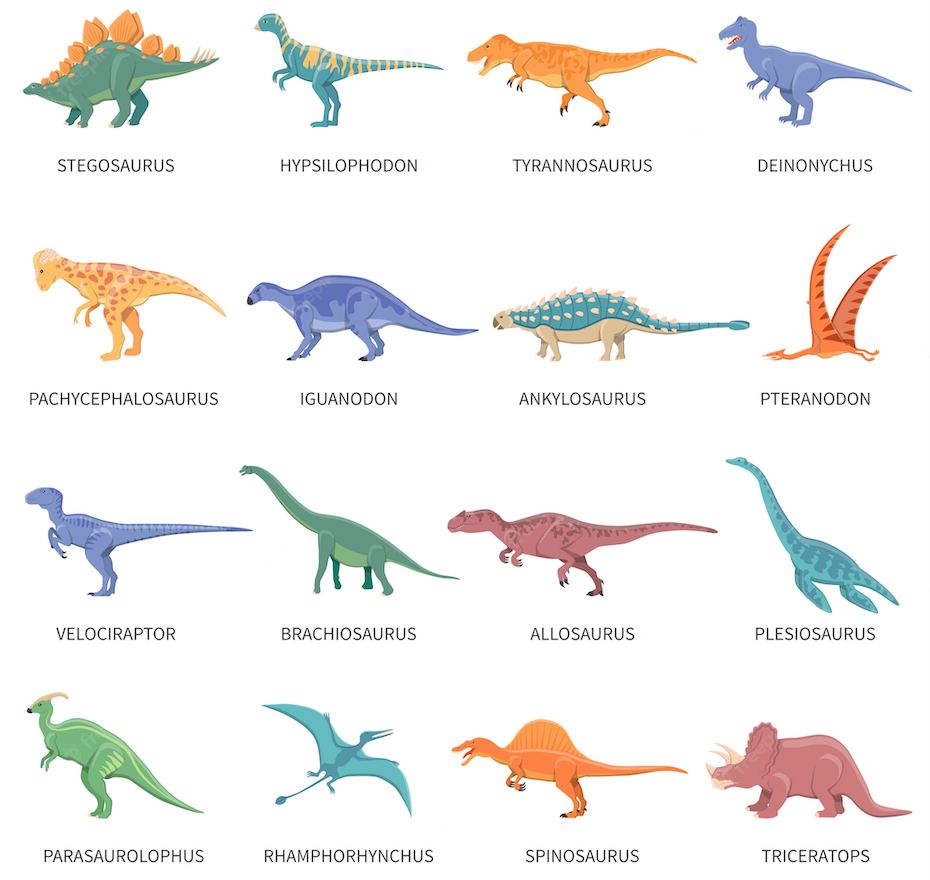 STEGOSAURUS
HYPSILOPHODON
TYRANNOSAURUS
DEINONYCHUS
PACHYCEPHALOSAURUS
IGUANODON
ANKYLOSAURUS
PTERANODON
VELOCIRAPTOR
BRACHIOSAURUS
ALLOSAURUS
PLESIOSAURUS
PARASAUROLOPHUS
RHAMPHORHYNCHUS
SPINOSAURUS
TRICERATOPS